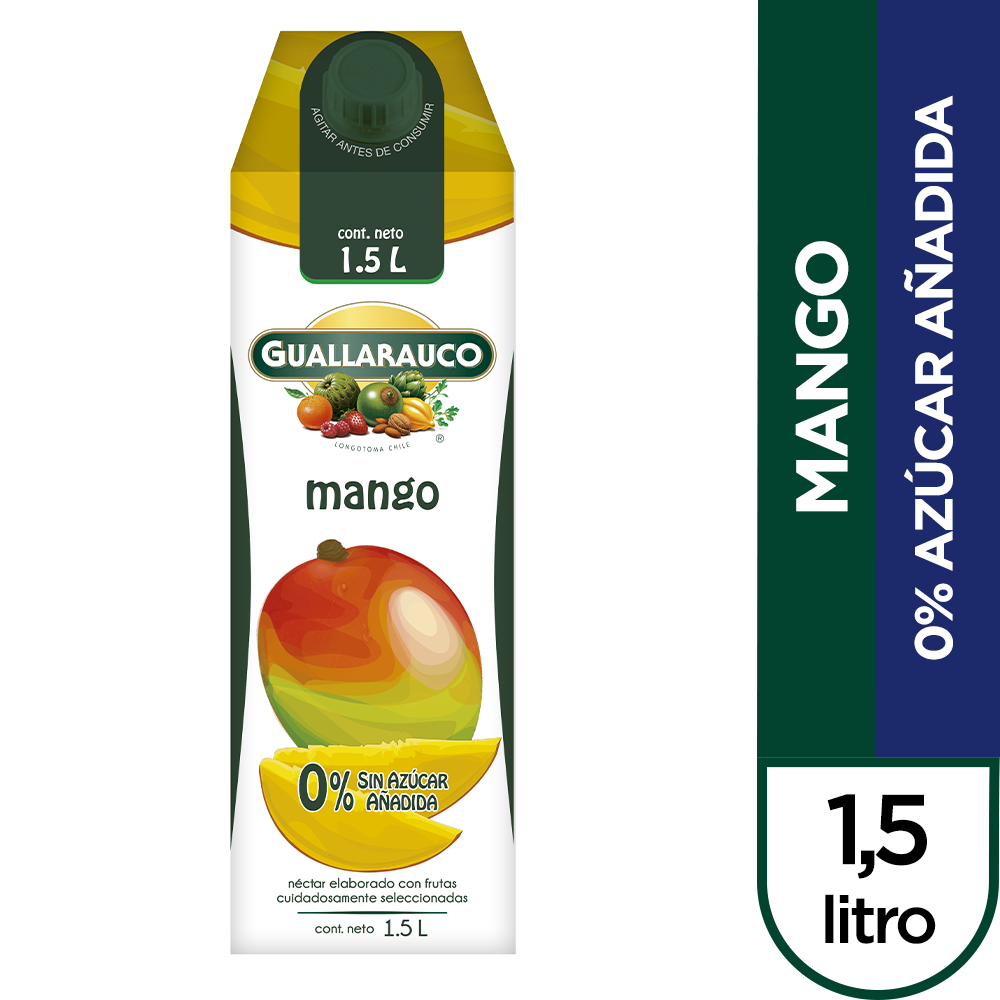 AGITAR ANTES DE CONSUMIR
cont. neto
1.5 L
GUALLARAUCO
LONGOTOMA CHILE
®
mango
0% SIN AZÚCAR
AÑADIDA
néctar elaborado con frutas
cuidadosamente seleccionadas
cont. neto 1.5 L
MANGO
0% AZÚCAR AÑADIDA
1,5
litro